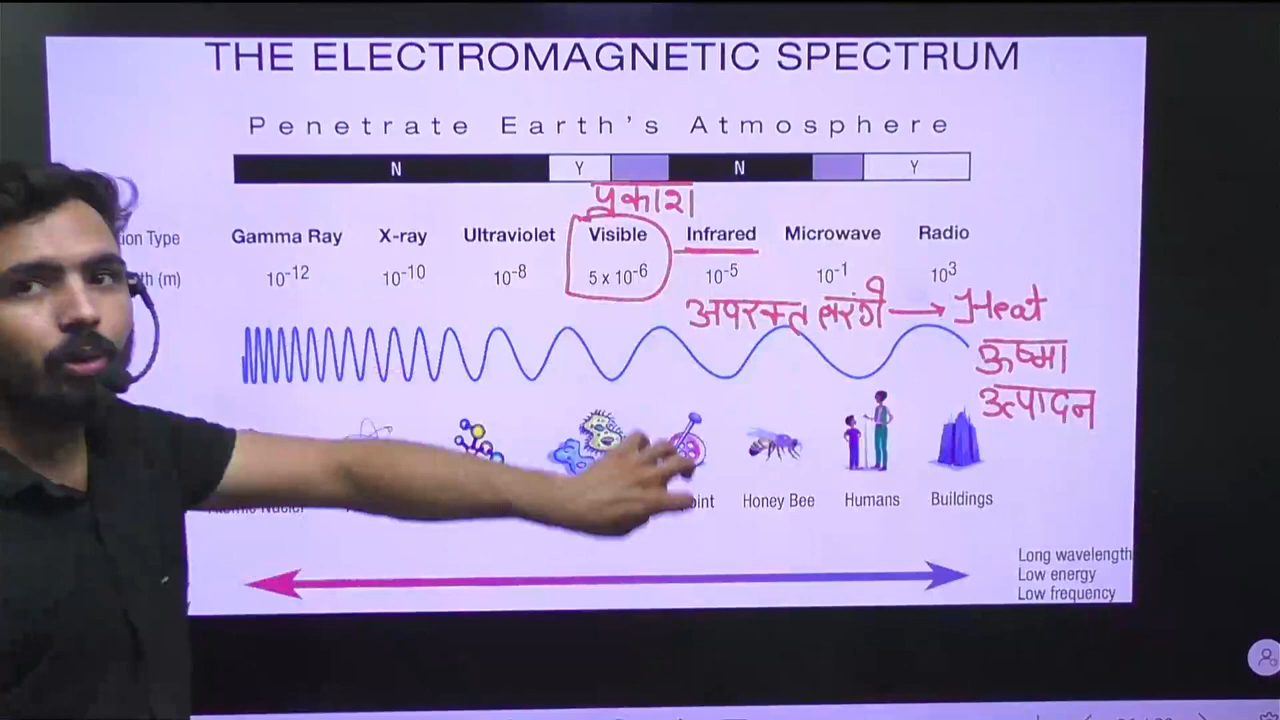 THE ELECTROMAGNETIC SPECTRUM
Penetrate Earth's Atmosphere
N Y N Y
प्रकाश
Gamma Ray X-ray Ultraviolet Visible Infrared Microwave Radio
Type
(m) 10⁻¹² 10⁻¹⁰ 10⁻⁸ 5 x 10⁻⁶ 10⁻⁵ 10⁻¹ 10³
अपरक्त तरंगे → Heat
ऊष्मा
उत्पादन
Honey Bee Humans Buildings
Long wavelength
Low energy
Low frequency